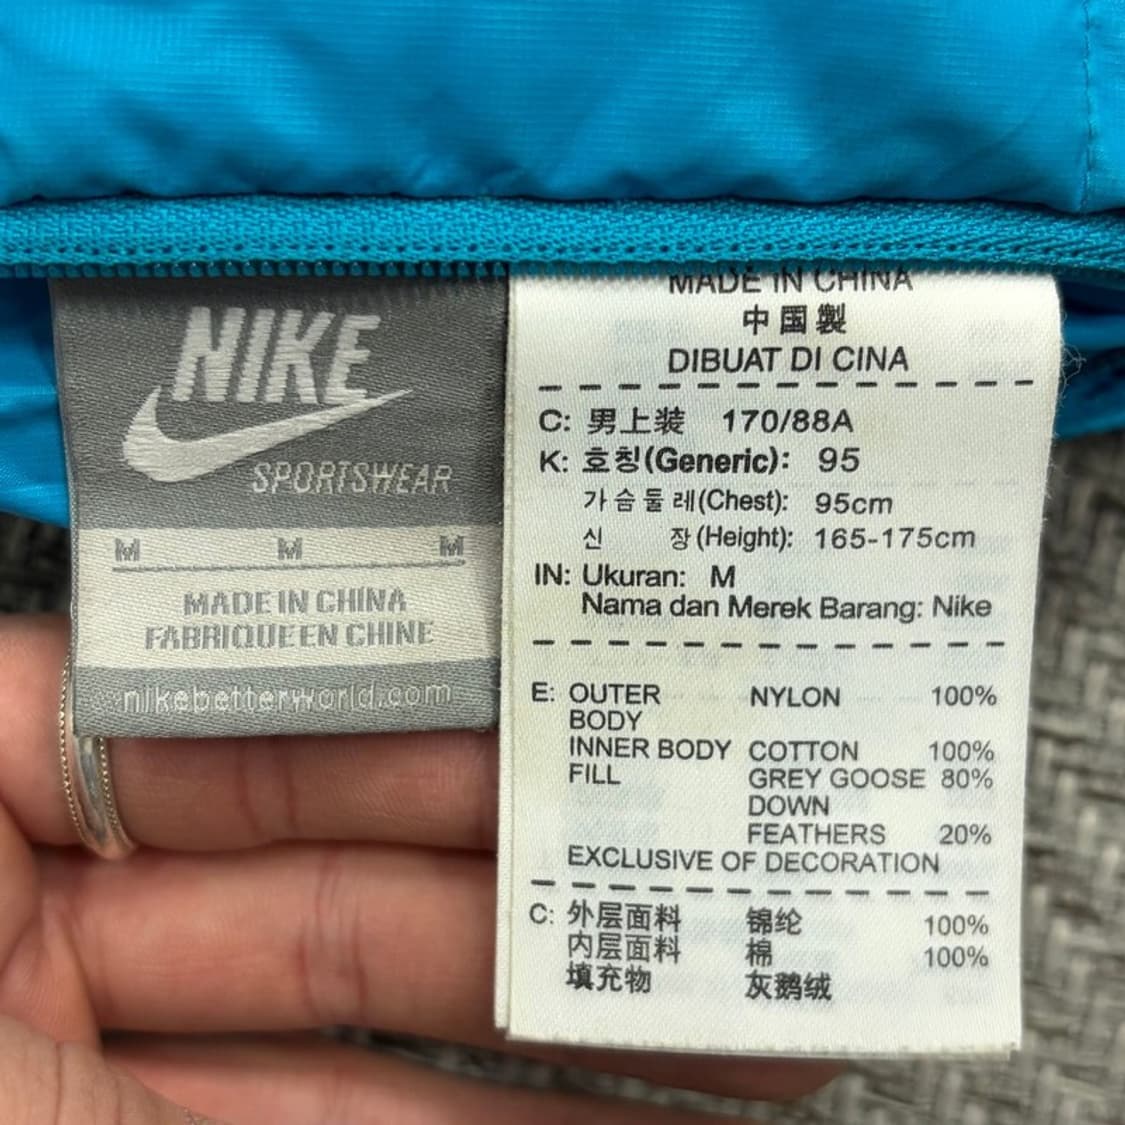 NIKE
SPORTSWEAR
M M M
MADE IN CHINA
FABRIQUE EN CHINE
nikebetterworld.com
MADE IN CHINA
中国製
DIBUAT DI CINA
C: 男上装 170/88A
K: 호칭(Generic): 95
가슴둘레(Chest): 95cm
신 장(Height): 165-175cm
IN: Ukuran: M
Nama dan Merek Barang: Nike
E: OUTER NYLON 100%
BODY
INNER BODY COTTON 100%
FILL GREY GOOSE 80%
DOWN
FEATHERS 20%
EXCLUSIVE OF DECORATION
C: 外层面料 锦纶 100%
内层面料 棉 100%
填充物 灰鹅绒